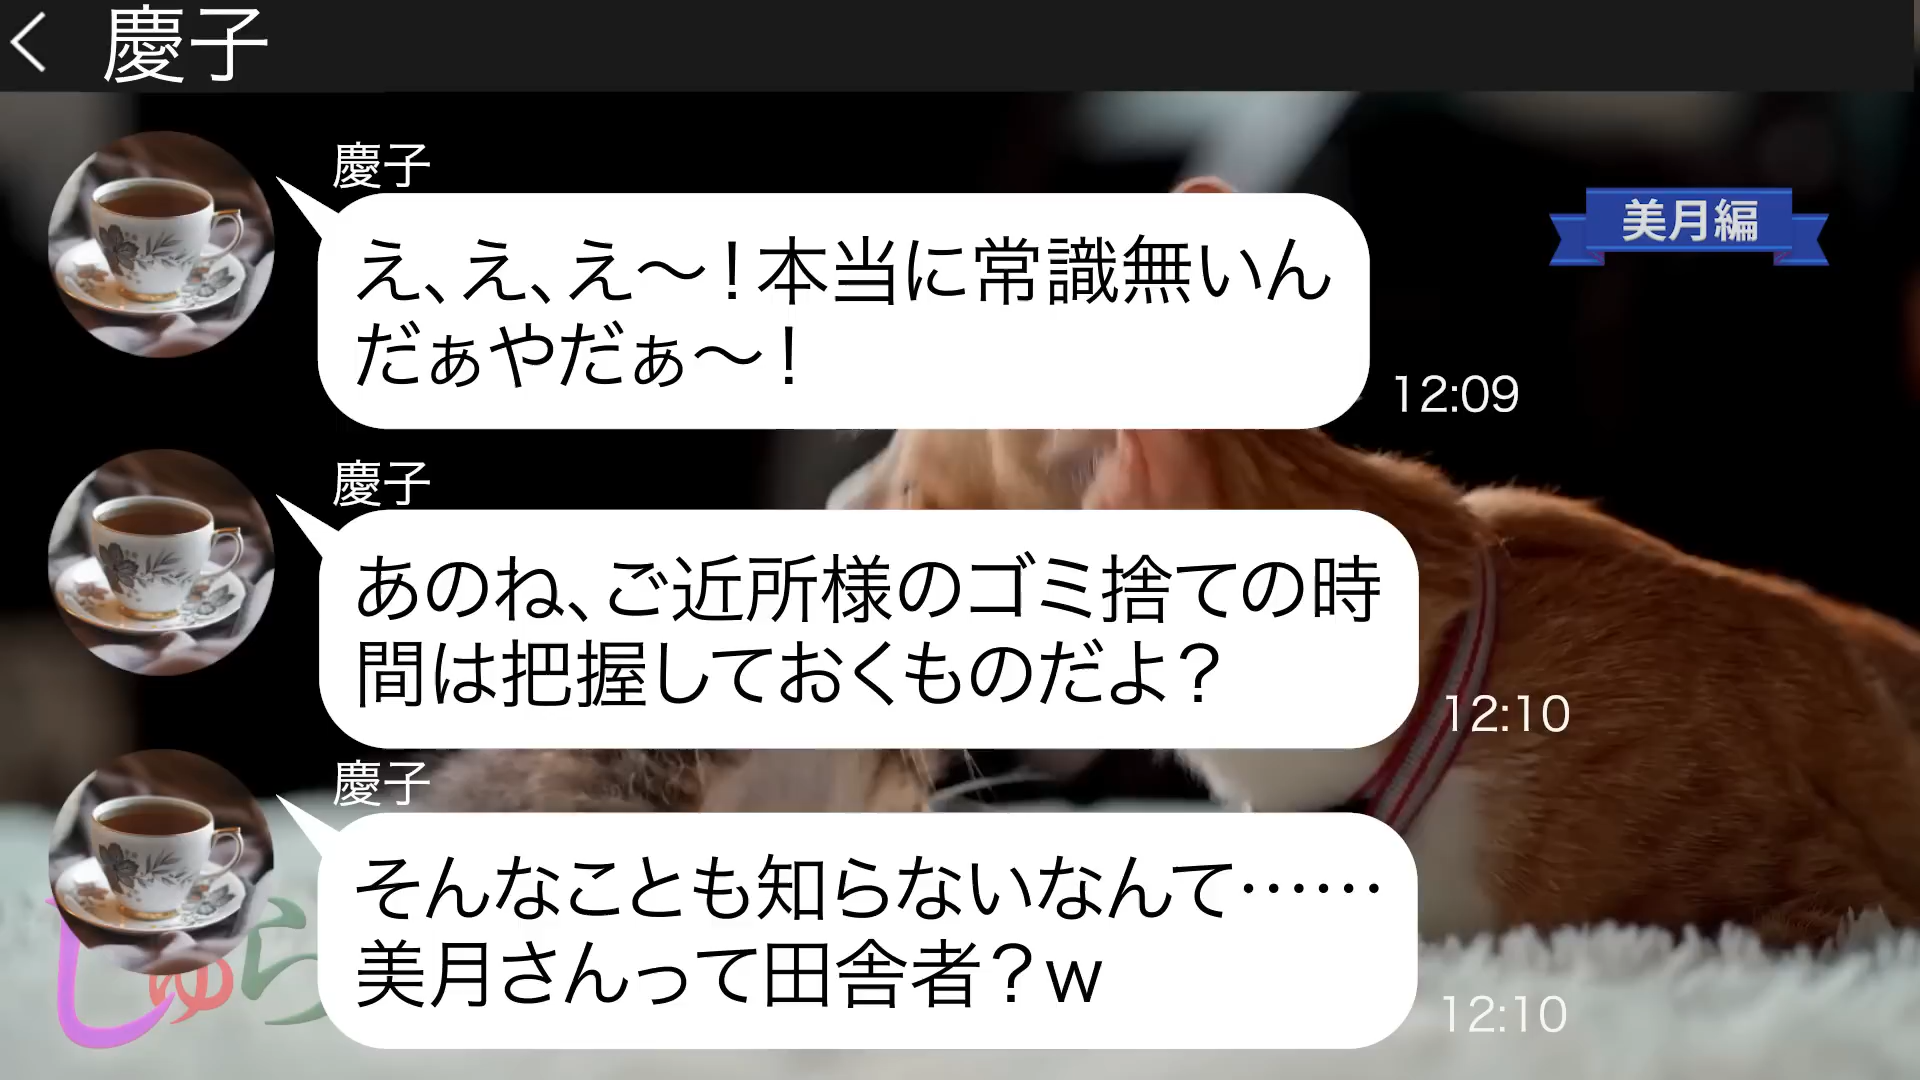 慶子
美月編
慶子
え、え、え〜！本当に常識無いん
だぁやだぁ〜！
12:09
慶子
あのね、ご近所様のゴミ捨ての時
間は把握しておくものだよ？
12:10
慶子
そんなことも知らないなんて……
美月さんって田舎者？w
12:10
しゅら